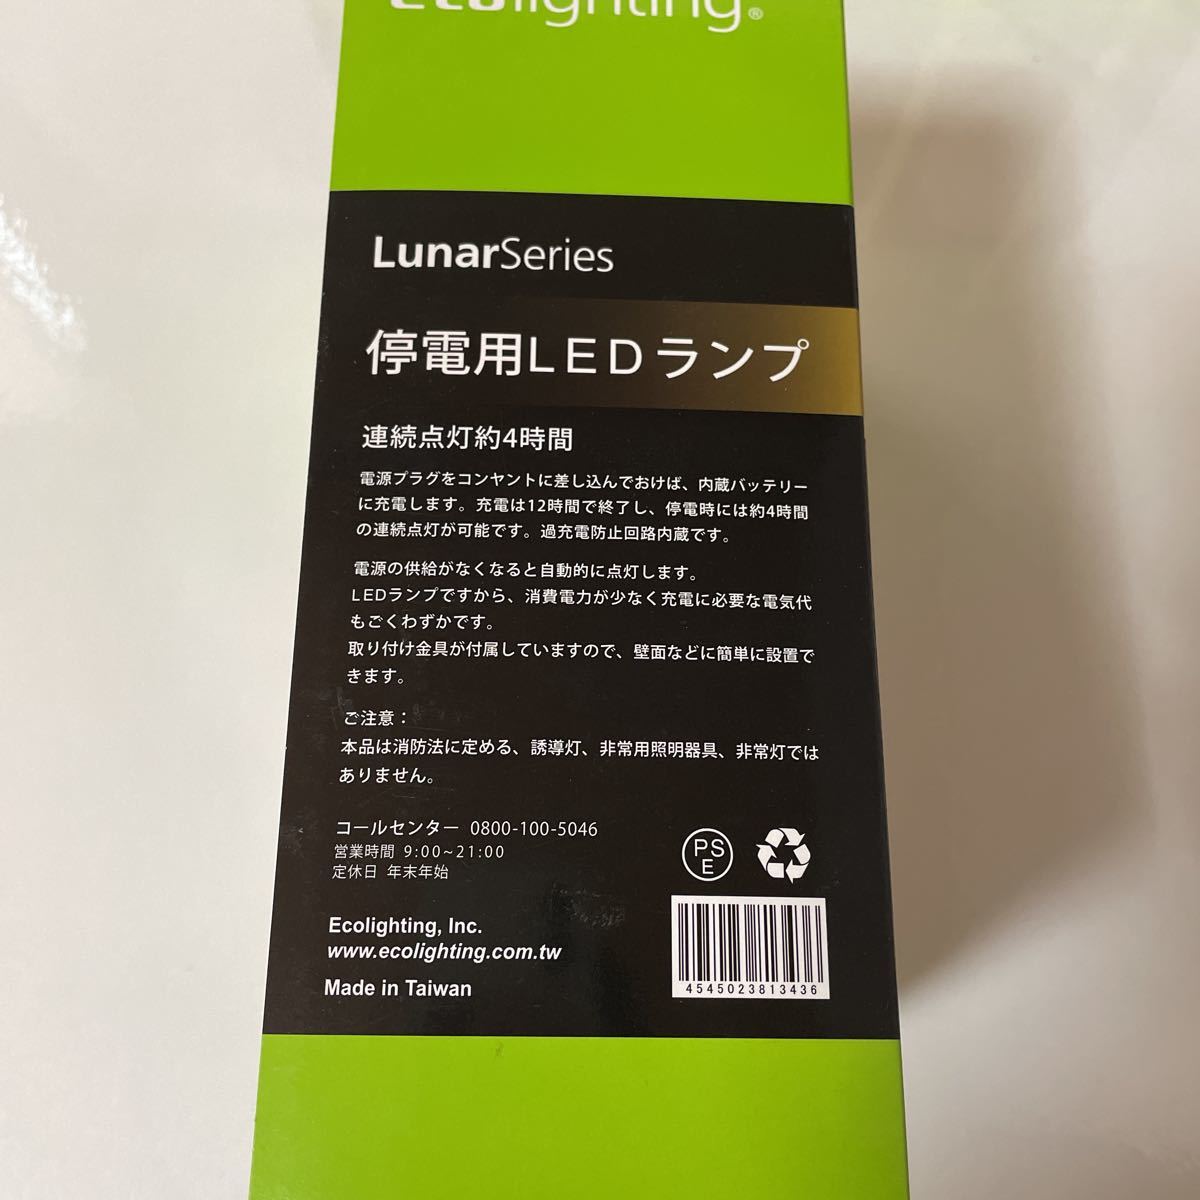 Ecolighting®
LunarSeries
停電用LEDランプ
連続点灯約4時間
電源プラグをコンヤントに差し込んでおけば、内蔵バッテリー
に充電します。充電は12時間で終了し、停電時には約4時間
の連続点灯が可能です。過充電防止回路内蔵です。
電源の供給がなくなると自動的に点灯します。
LEDランプですから、消費電力が少なく充電に必要な電気代
もごくわずかです。
取り付け金具が付属していますので、壁面などに簡単に設置で
きます。
ご注意：
本品は消防法に定める、誘導灯、非常用照明器具、非常灯では
ありません。
コールセンター 0800-100-5046
営業時間 9:00~21:00
定休日 年末年始
PS
E
Ecolighting, Inc.
www.ecolighting.com.tw
Made in Taiwan
4545023813436